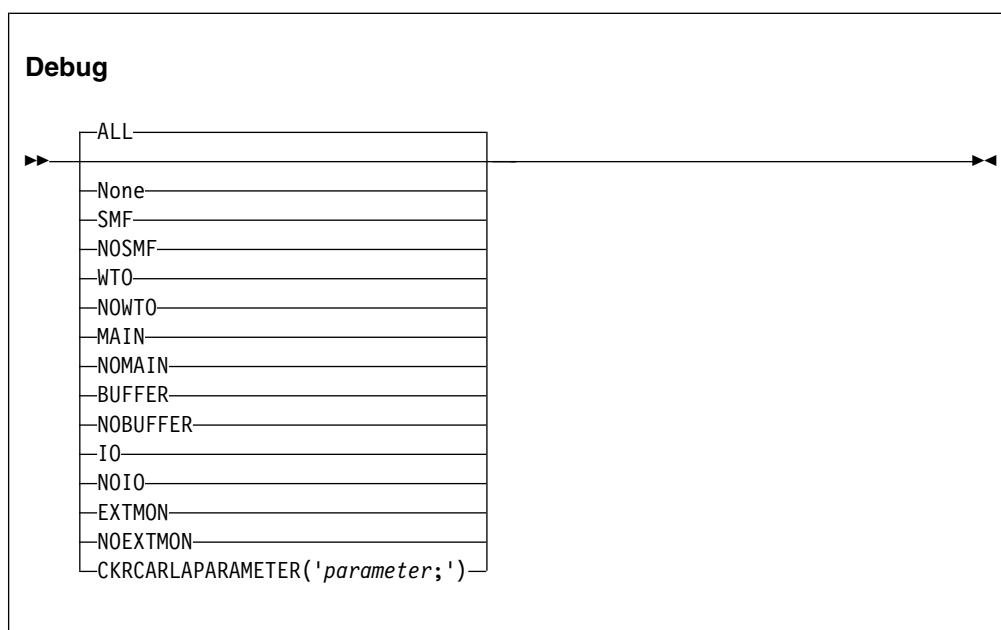 Debug
ALL
None
SMF
NOSMF
WTO
NOWTO
MAIN
NOMAIN
BUFFER
NOBUFFER
IO
NOIO
EXTMON
NOEXTMON
CKRCARLAPARAMETER('parameter;')